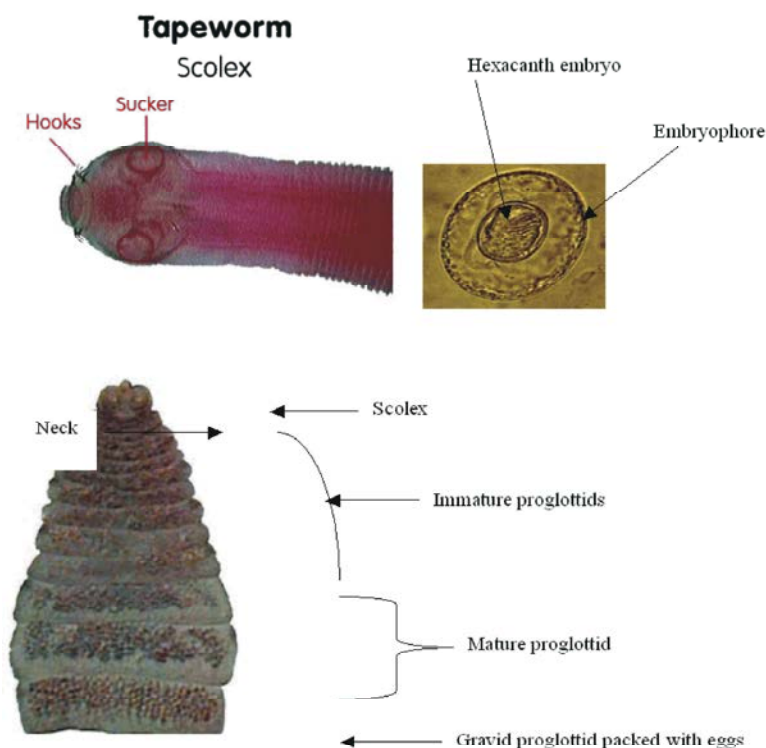 Tapeworm
Scolex
Hooks
Sucker
Hexacanth embryo
Embryophore
Neck
Scolex
Immature proglottids
Mature proglottid
Gravid proglottid packed with eggs